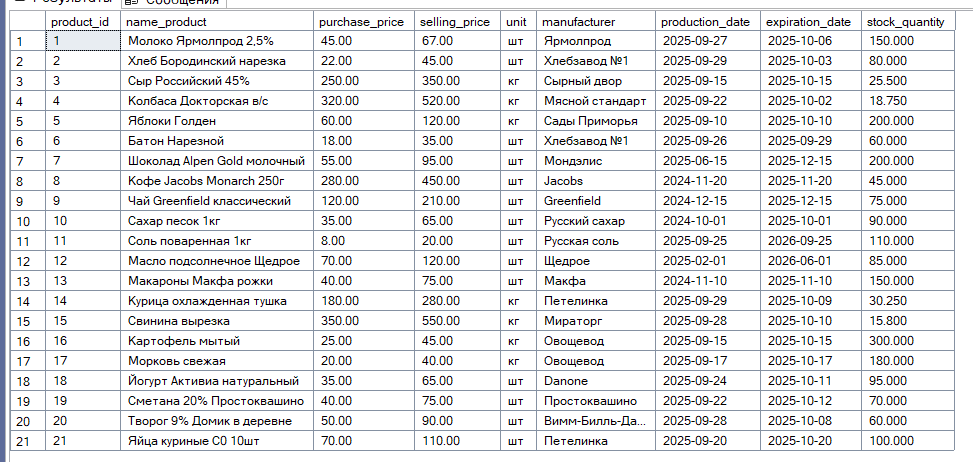 Результаты Сообщения
product_id name_product purchase_price selling_price unit manufacturer production_date expiration_date stock_quantity
1 1 Молоко Ярмолпрод 2,5% 45.00 67.00 шт Ярмолпрод 2025-09-27 2025-10-06 150.000
2 2 Хлеб Бородинский нарезка 22.00 45.00 шт Хлебзавод №1 2025-09-29 2025-10-03 80.000
3 3 Сыр Российский 45% 250.00 350.00 кг Сырный двор 2025-09-15 2025-10-15 25.500
4 4 Колбаса Докторская в/с 320.00 520.00 кг Мясной стандарт 2025-09-22 2025-10-02 18.750
5 5 Яблоки Голден 60.00 120.00 кг Сады Приморья 2025-09-10 2025-10-10 200.000
6 6 Батон Нарезной 18.00 35.00 шт Хлебзавод №1 2025-09-26 2025-09-29 60.000
7 7 Шоколад Alpen Gold молочный 55.00 95.00 шт Мондэлис 2025-06-15 2025-12-15 200.000
8 8 Кофе Jacobs Monarch 250г 280.00 450.00 шт Jacobs 2024-11-20 2025-11-20 45.000
9 9 Чай Greenfield классический 120.00 210.00 шт Greenfield 2024-12-15 2025-12-15 75.000
10 10 Сахар песок 1кг 35.00 65.00 шт Русский сахар 2024-10-01 2025-10-01 90.000
11 11 Соль поваренная 1кг 8.00 20.00 шт Русская соль 2025-09-25 2026-09-25 110.000
12 12 Масло подсолнечное Щедрое 70.00 120.00 шт Щедрое 2025-02-01 2026-06-01 85.000
13 13 Макароны Макфа рожки 40.00 75.00 шт Макфа 2024-11-10 2025-11-10 150.000
14 14 Курица охлажденная тушка 180.00 280.00 кг Петелинка 2025-09-29 2025-10-09 30.250
15 15 Свинина вырезка 350.00 550.00 кг Мираторг 2025-09-28 2025-10-10 15.800
16 16 Картофель мытый 25.00 45.00 кг Овощевод 2025-09-15 2025-10-15 300.000
17 17 Морковь свежая 20.00 40.00 кг Овощевод 2025-09-17 2025-10-17 180.000
18 18 Йогурт Активиа натуральный 35.00 65.00 шт Danone 2025-09-24 2025-10-11 95.000
19 19 Сметана 20% Простоквашино 40.00 75.00 шт Простоквашино 2025-09-22 2025-10-12 70.000
20 20 Творог 9% Домик в деревне 50.00 90.00 шт Вимм-Билль-Да... 2025-09-28 2025-10-08 60.000
21 21 Яйца куриные С0 10шт 70.00 110.00 шт Петелинка 2025-09-20 2025-10-20 100.000